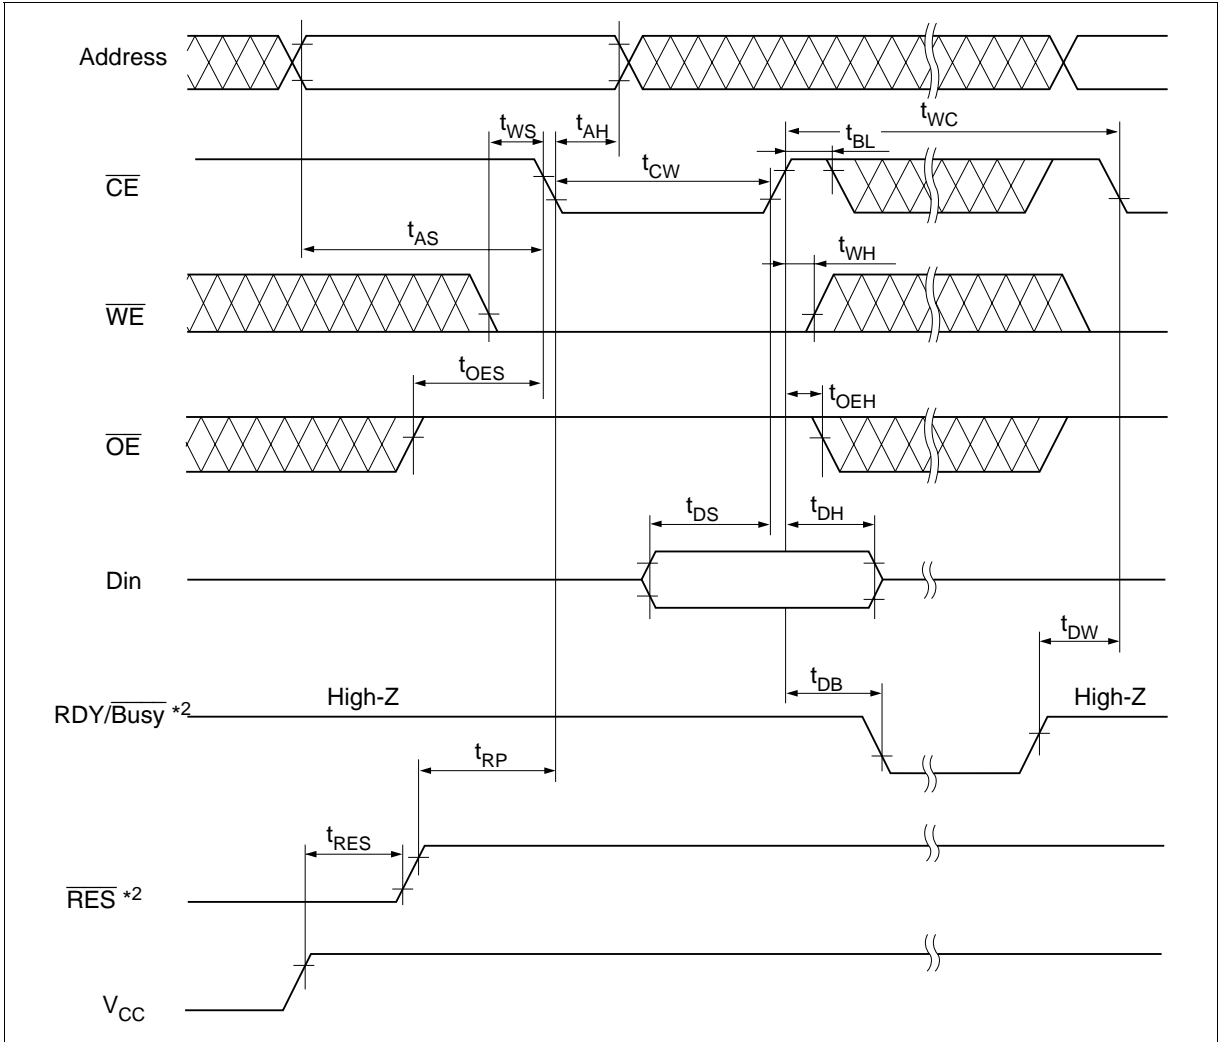 Address
tWS
tAH
tWC
tBL
CE
tCW
tAS
tWH
WE
tOES
tOEH
OE
tDS
tDH
Din
tDW
tDB
High-Z
High-Z
RDY/Busy *2
tRP
tRES
RES *2
VCC